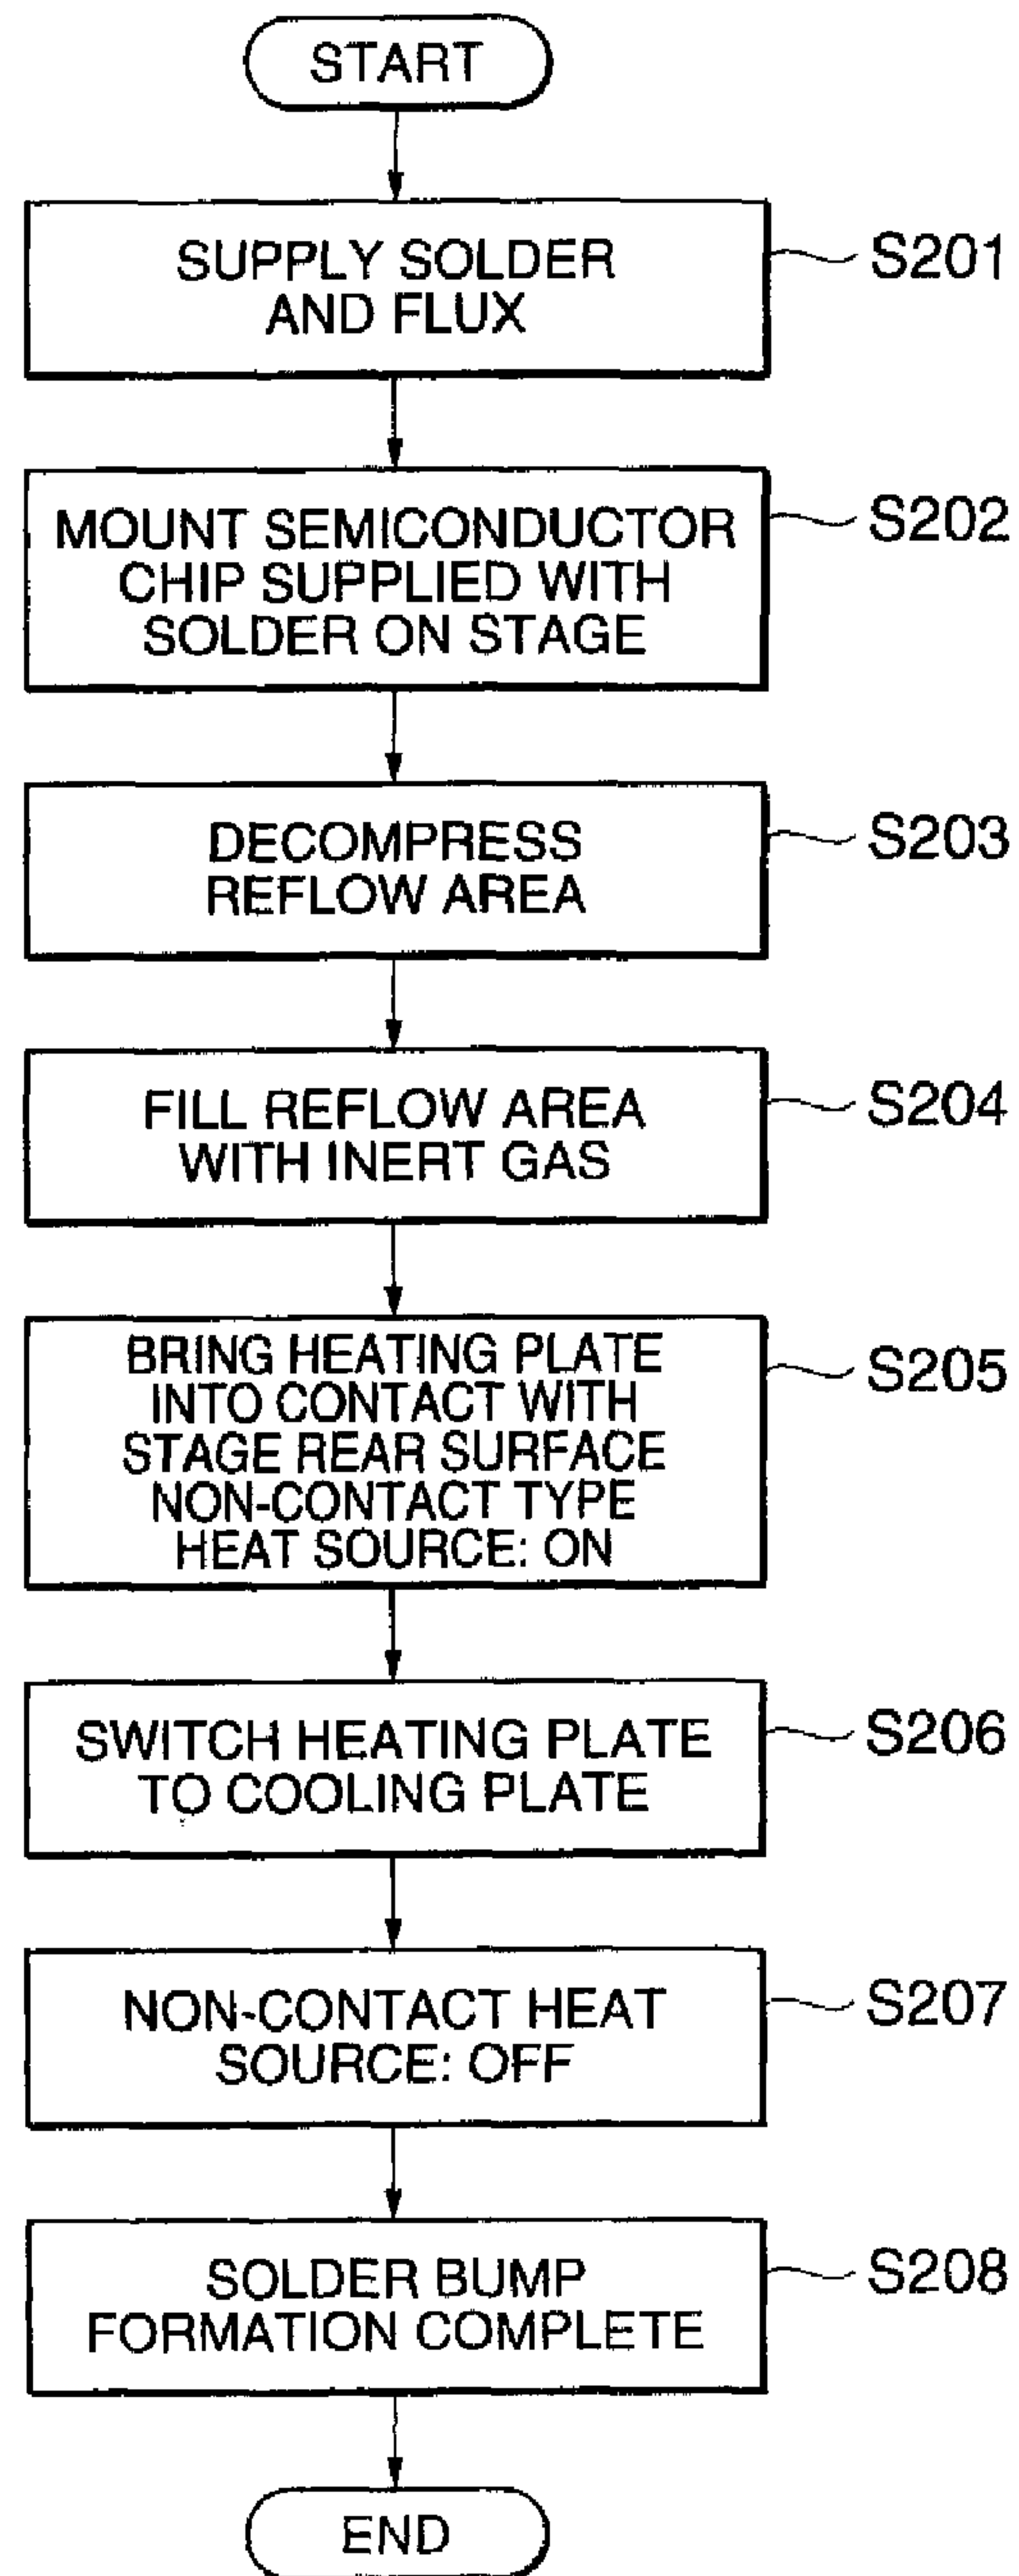 START
SUPPLY SOLDER
AND FLUX
S201
MOUNT SEMICONDUCTOR
CHIP SUPPLIED WITH
SOLDER ON STAGE
S202
DECOMPRESS
REFLOW AREA
S203
FILL REFLOW AREA
WITH INERT GAS
S204
BRING HEATING PLATE
INTO CONTACT WITH
STAGE REAR SURFACE
NON-CONTACT TYPE
HEAT SOURCE: ON
S205
SWITCH HEATING PLATE
TO COOLING PLATE
S206
NON-CONTACT HEAT
SOURCE: OFF
S207
SOLDER BUMP
FORMATION COMPLETE
S208
END